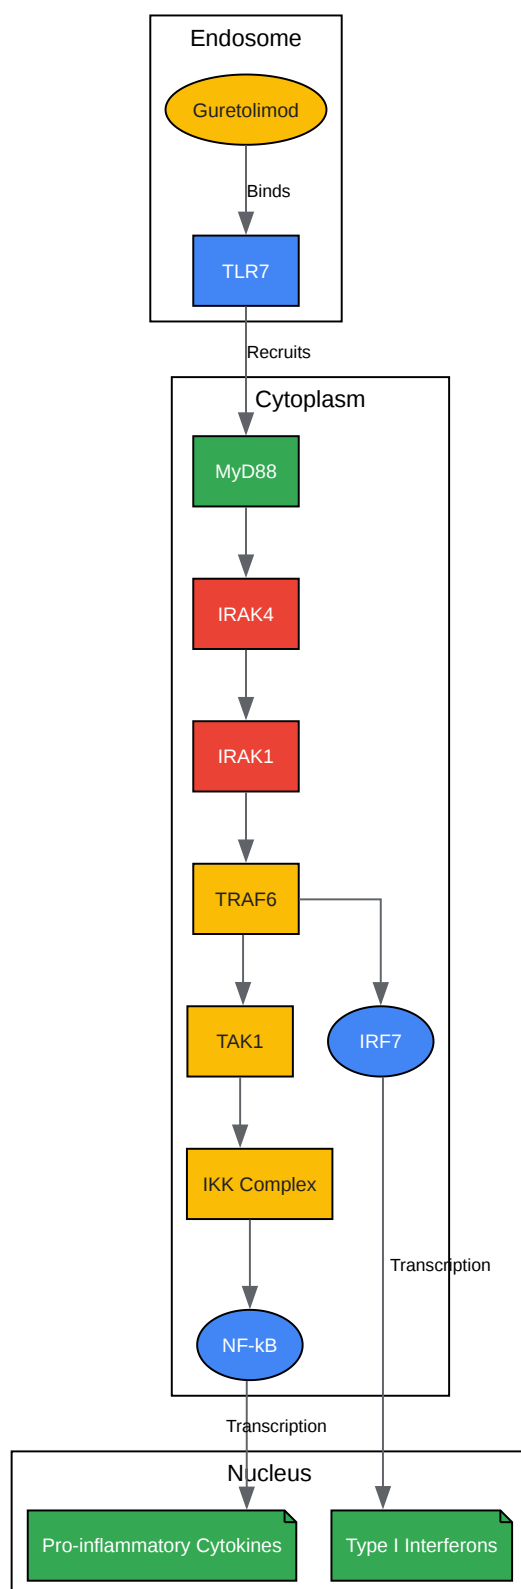 Endosome
Guretolimod
Binds
TLR7
Recruits
Cytoplasm
MyD88
IRAK4
IRAK1
TRAF6
TAK1
IRF7
IKK Complex
Transcription
NF-kB
Transcription
Nucleus
Pro-inflammatory Cytokines
Type I Interferons